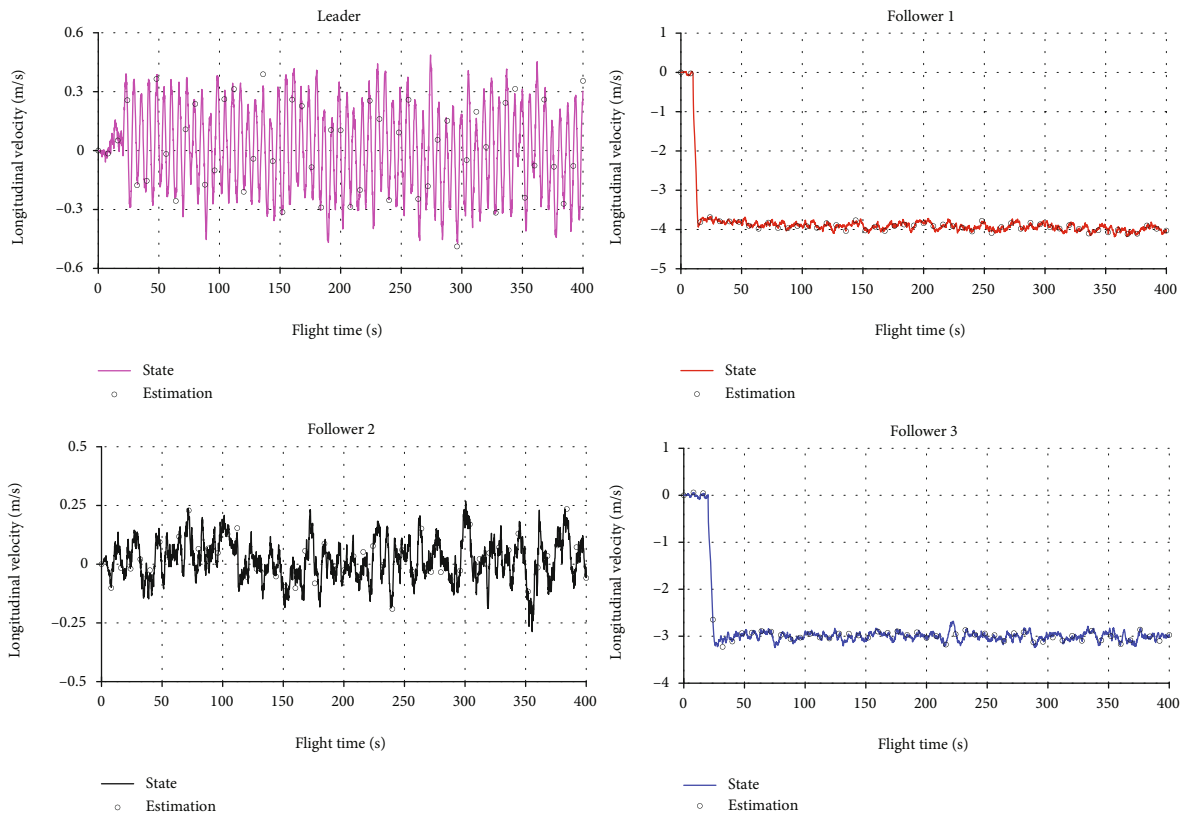 Leader
Longitudinal velocity (m/s)
0.6
0.3
0
−0.3
−0.6
0 50 100 150 200 250 300 350 400
Flight time (s)
State
Estimation
Follower 1
Longitudinal velocity (m/s)
1
0
−1
−2
−3
−4
−5
0 50 100 150 200 250 300 350 400
Flight time (s)
State
Estimation
Follower 2
Longitudinal velocity (m/s)
0.5
0.25
0
−0.25
−0.5
0 50 100 150 200 250 300 350 400
Flight time (s)
State
Estimation
Follower 3
Longitudinal velocity (m/s)
1
0
−1
−2
−3
−4
0 50 100 150 200 250 300 350 400
Flight time (s)
State
Estimation